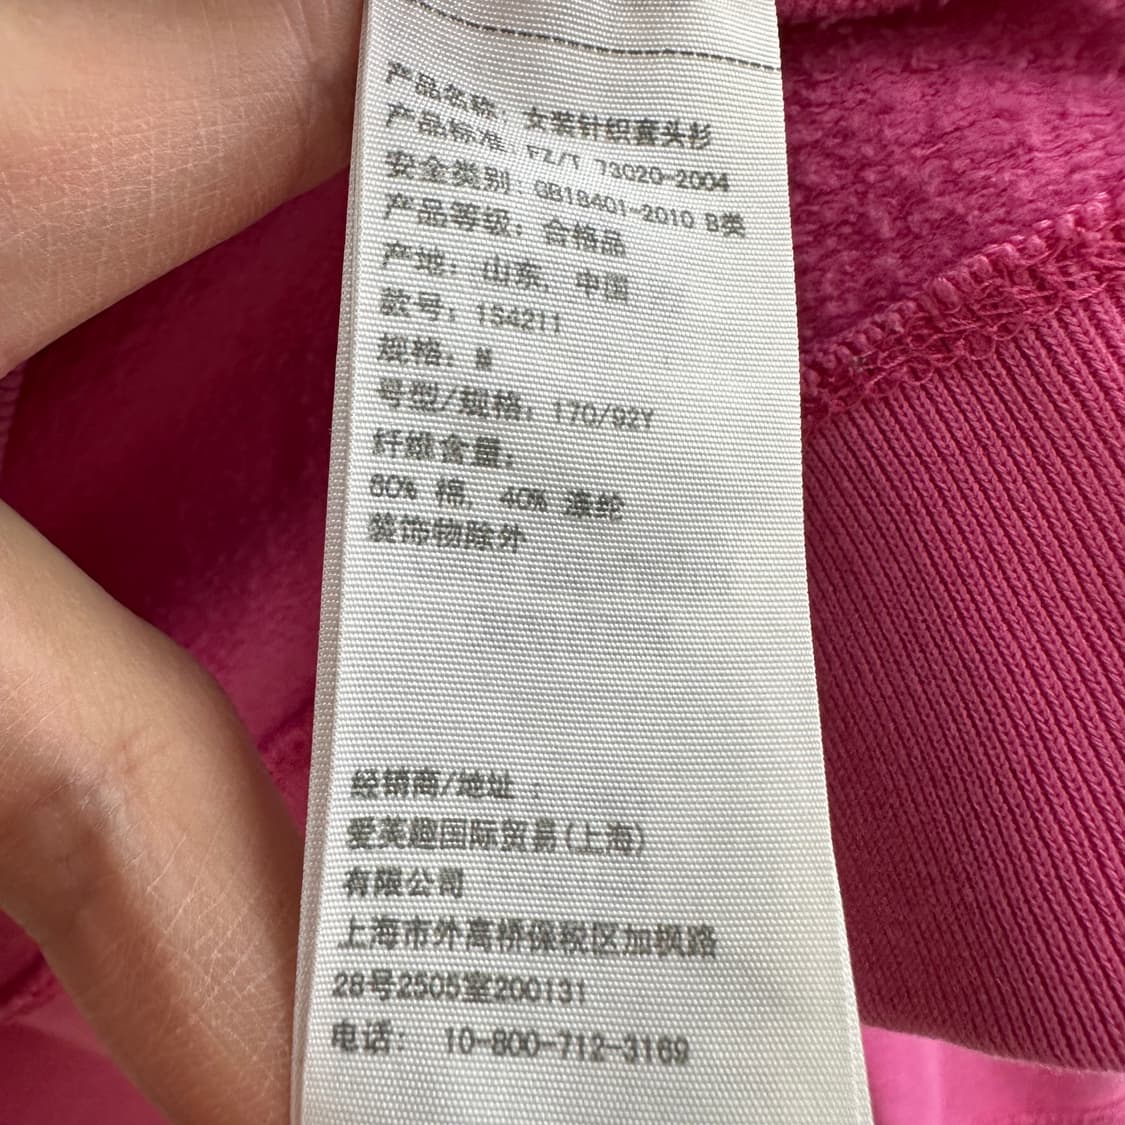 产品名称: 女装针织套头衫
产品标准: FZ/T 73020-2004
安全类别: GB18401-2010 B类
产品等级: 合格品
产地: 山东, 中国
款号: 134211
规格: M
号型/规格: 170/92Y
纤维含量:
60% 棉, 40% 涤纶
装饰物除外
经销商/地址 :
爱芙趣国际贸易(上海)
有限公司
上海市外高桥保税区加枫路
28号2505室200131
电话: 10-800-712-3169